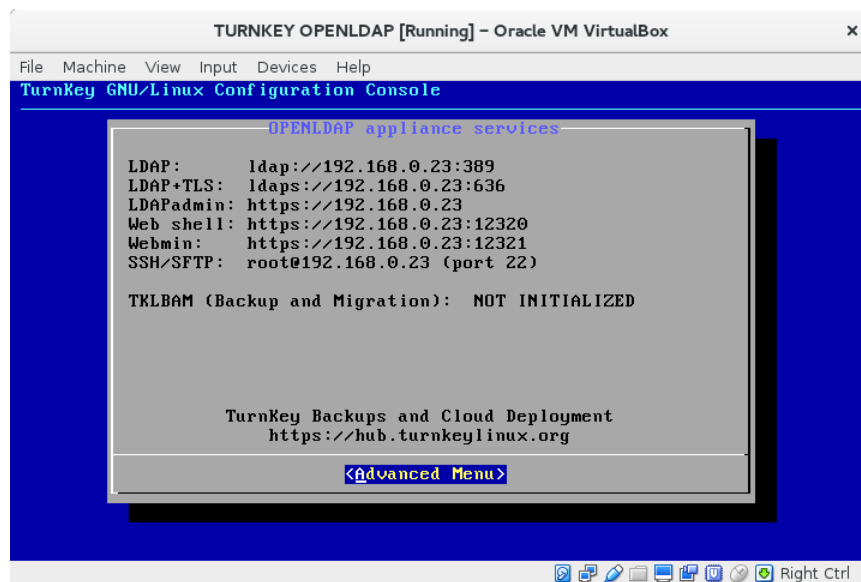 TURNKEY OPENLDAP [Running] – Oracle VM VirtualBox
File Machine View Input Devices Help
TurnKey GNU/Linux Configuration Console
OPENLDAP appliance services
LDAP: ldap://192.168.0.23:389
LDAP+TLS: ldaps://192.168.0.23:636
LDAPadmin: https://192.168.0.23
Web shell: https://192.168.0.23:12320
Webmin: https://192.168.0.23:12321
SSH/SFTP: root@192.168.0.23 (port 22)
TKLBAM (Backup and Migration): NOT INITIALIZED
TurnKey Backups and Cloud Deployment
https://hub.turnkeylinux.org
<Advanced Menu>
Right Ctrl